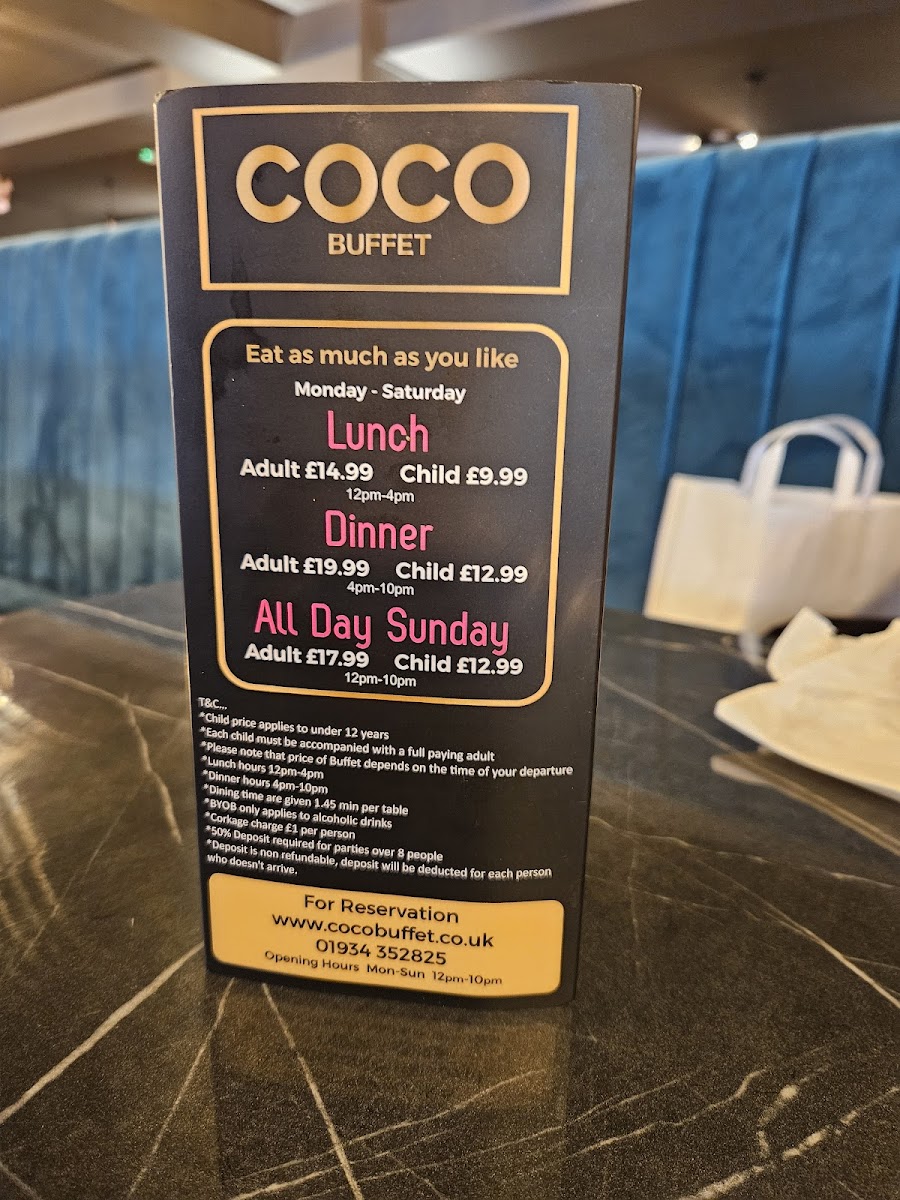 COCO
BUFFET
Eat as much as you like
Monday - Saturday
Lunch
Adult £14.99 Child £9.99
12pm-4pm
Dinner
Adult £19.99 Child £12.99
4pm-10pm
All Day Sunday
Adult £17.99 Child £12.99
12pm-10pm
T&C...
*Child price applies to under 12 years
*Each child must be accompanied with a full paying adult
*Please note that price of Buffet depends on the time of your departure
*Lunch hours 12pm-4pm
*Dinner hours 4pm-10pm
*Dining time are given 1.45 min per table
*BYOB only applies to alcoholic drinks
*Corkage charge £1 per person
*50% Deposit required for parties over 8 people
*Deposit is non refundable, deposit will be deducted for each person
who doesn't arrive.
For Reservation
www.cocobuffet.co.uk
01934 352825
Opening Hours Mon-Sun 12pm-10pm